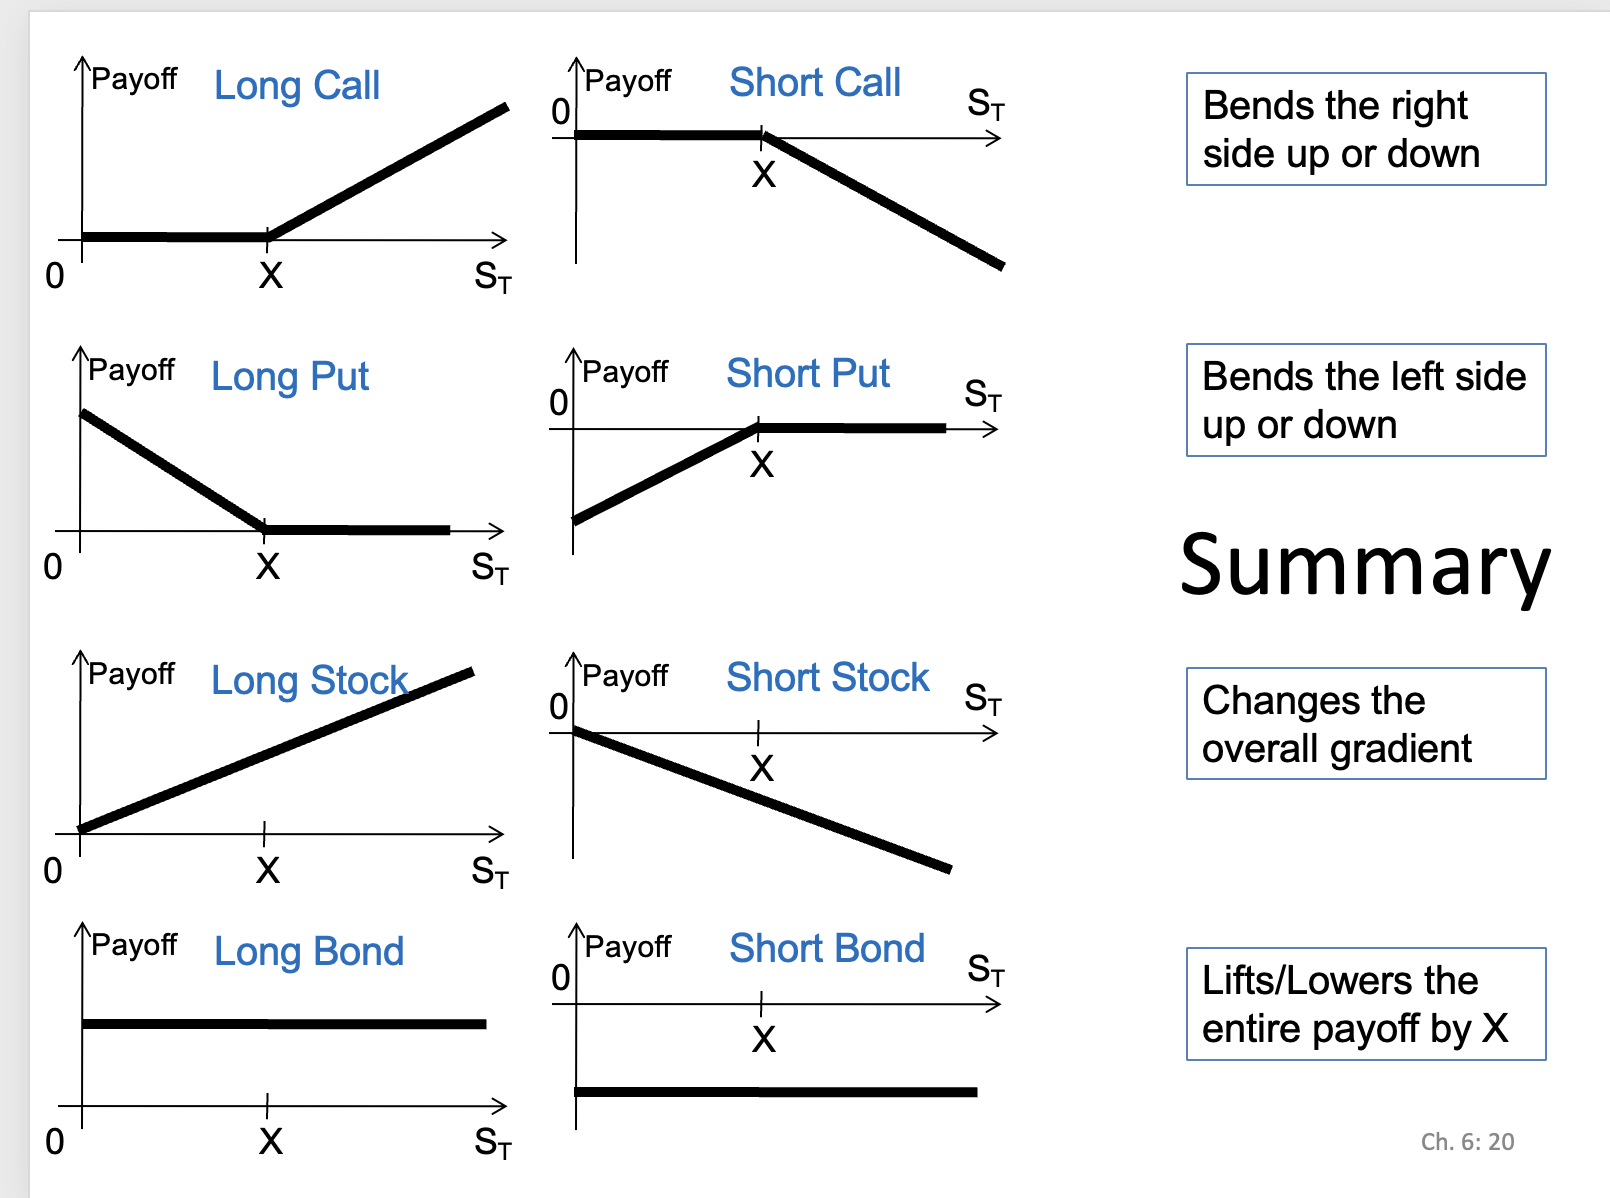 Payoff Long Call
0 X S_T
Payoff Short Call
0 S_T
X
Bends the right
side up or down
Payoff Long Put
0 X S_T
Payoff Short Put
0 S_T
X
Bends the left side
up or down
Summary
Payoff Long Stock
0 X S_T
Payoff Short Stock
0 S_T
X
Changes the
overall gradient
Payoff Long Bond
0 X S_T
Payoff Short Bond
0 S_T
X
Lifts/Lowers the
entire payoff by X
Ch. 6: 20